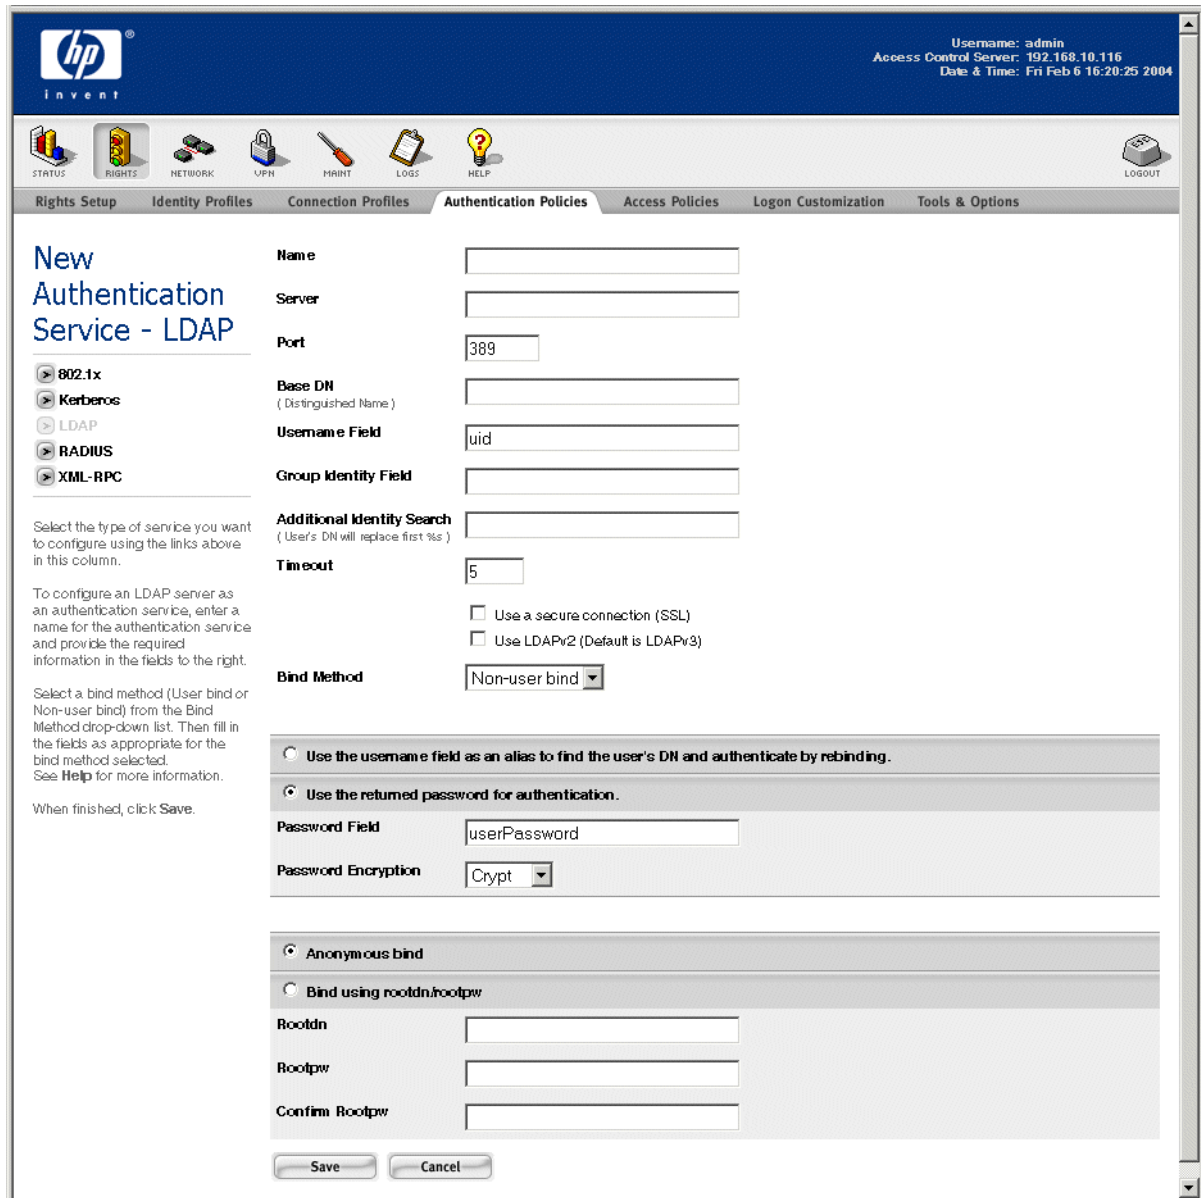 hp
®
invent
Username: admin
Access Control Server: 192.168.10.116
Date & Time: Fri Feb 6 16:20:25 2004
STATUS RIGHTS NETWORK VPN MAINT LOGS HELP LOGOUT
Rights Setup Identity Profiles Connection Profiles Authentication Policies Access Policies Logon Customization Tools & Options
New
Authentication
Service - LDAP
802.1x
Kerberos
LDAP
RADIUS
XML-RPC
Select the type of service you want
to configure using the links above
in this column.
To configure an LDAP server as
an authentication service, enter a
name for the authentication service
and provide the required
information in the fields to the right.
Select a bind method (User bind or
Non-user bind) from the Bind
Method drop-down list. Then fill in
the fields as appropriate for the
bind method selected.
See Help for more information.
When finished, click Save.
Name
Server
Port 389
Base DN
( Distinguished Name )
Username Field uid
Group Identity Field
Additional Identity Search
( User's DN will replace first %s )
Timeout 5
Use a secure connection (SSL)
Use LDAPv2 (Default is LDAPv3)
Bind Method Non-user bind
Use the username field as an alias to find the user's DN and authenticate by rebinding.
Use the returned password for authentication.
Password Field userPassword
Password Encryption Crypt
Anonymous bind
Bind using rootdn/rootpw
Rootdn
Rootpw
Confirm Rootpw
Save Cancel